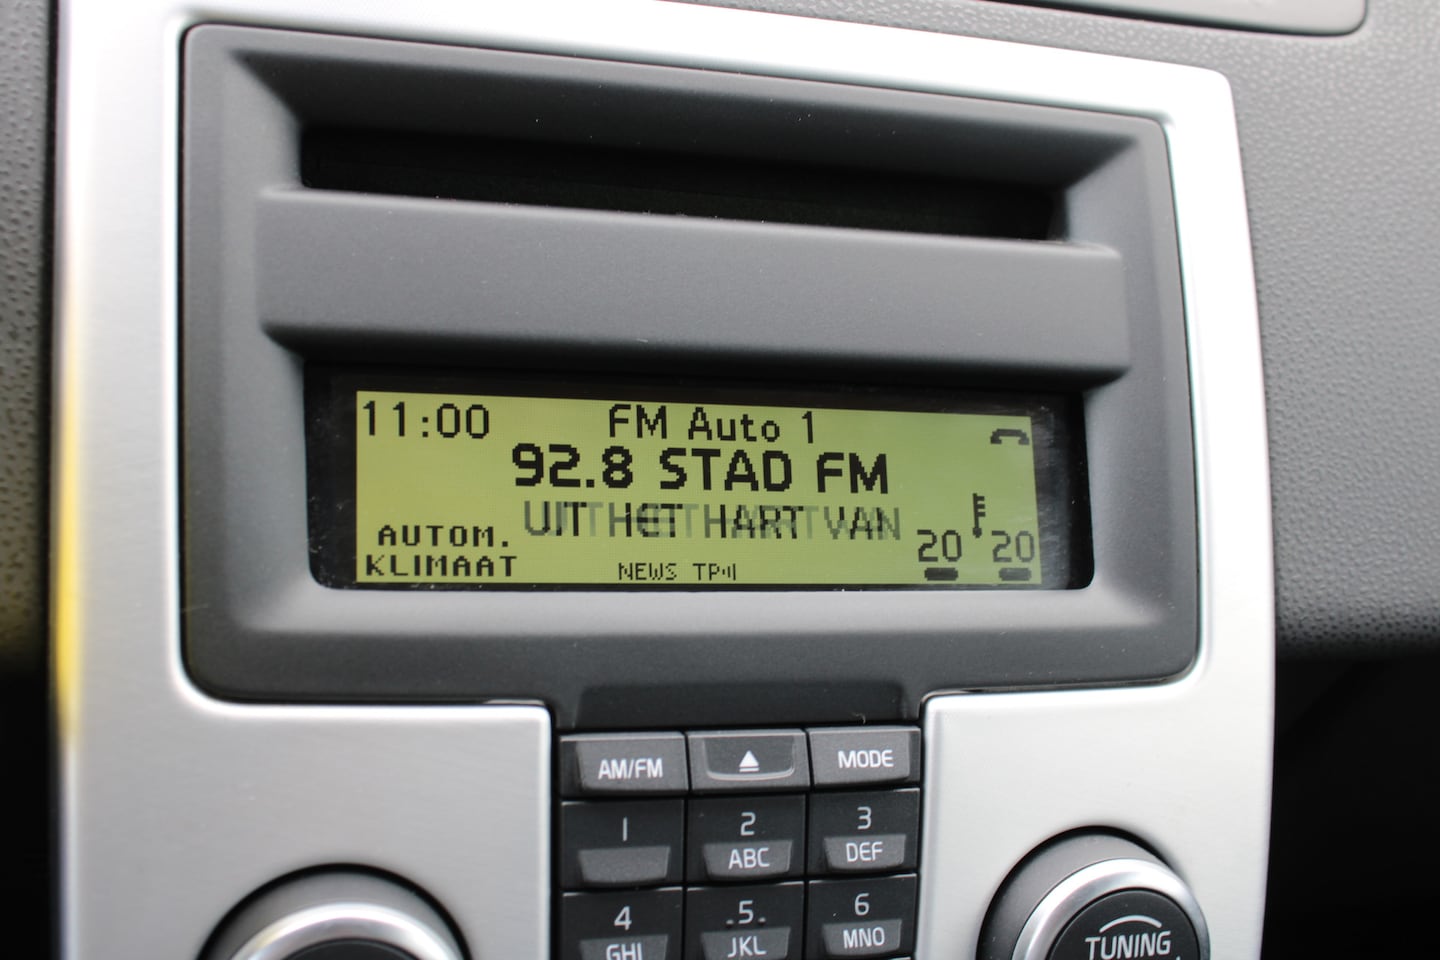 11:00 FM Auto 1
92.8 STAD FM
UIT HET HART VAN
AUTOM.
KLIMAAT
NEWS TP
20 20
AM/FM MODE
1 2 3
ABC DEF
4 5 6
GHI JKL MNO
TUNING